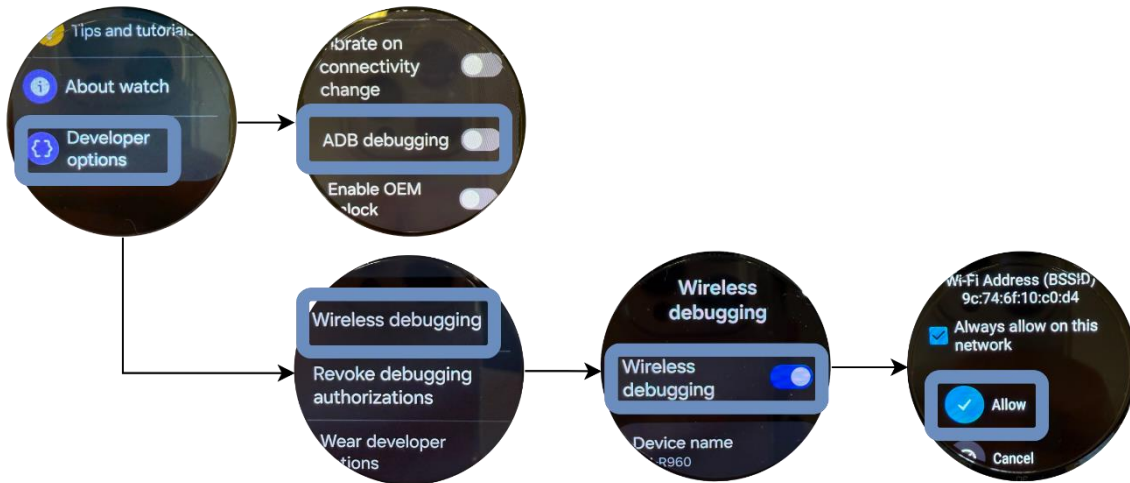 Tips and tutorials
About watch
Developer
options
connectivity
change
ADB debugging
Enable OEM
Wireless debugging
Revoke debugging
authorizations
Wear developer
Wireless
debugging
Wireless
debugging
Device name
R960
Wi-Fi Address (BSSID)
9c:74:6f:10:c0:d4
Always allow on this
network
Allow
Cancel